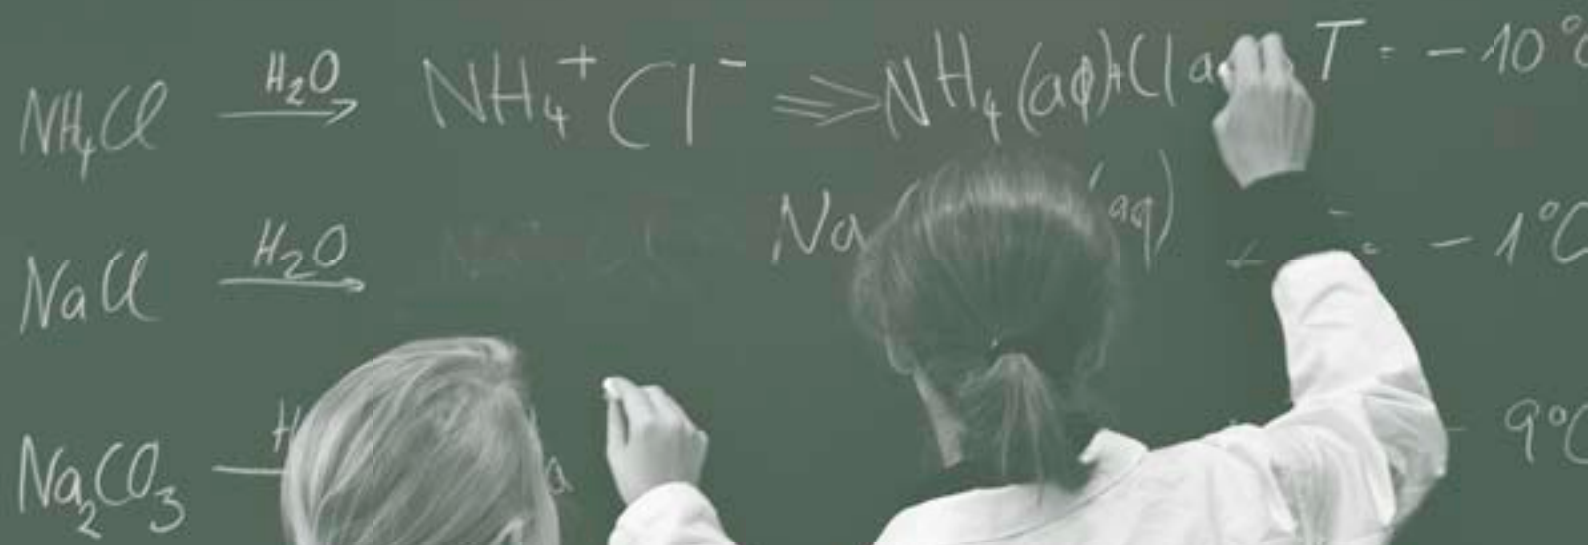 NH4Cl H2O → NH4+ Cl- ⇒ NH4 (aq)+Cl a T = -10°C
NaCl H2O → Na aq) = -1°C
Na2CO3 H a 9°C